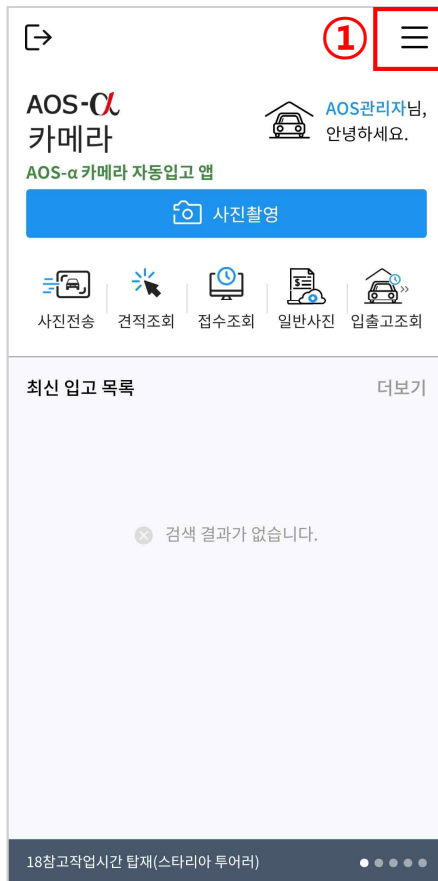 ①
AOS-α
카메라
AOS관리자님,
안녕하세요.
AOS-α 카메라 자동입고 앱
사진촬영
사진전송 견적조회 접수조회 일반사진 입출고조회
최신 입고 목록 더보기
검색 결과가 없습니다.
18참고작업시간 탑재(스타리아 투어러)